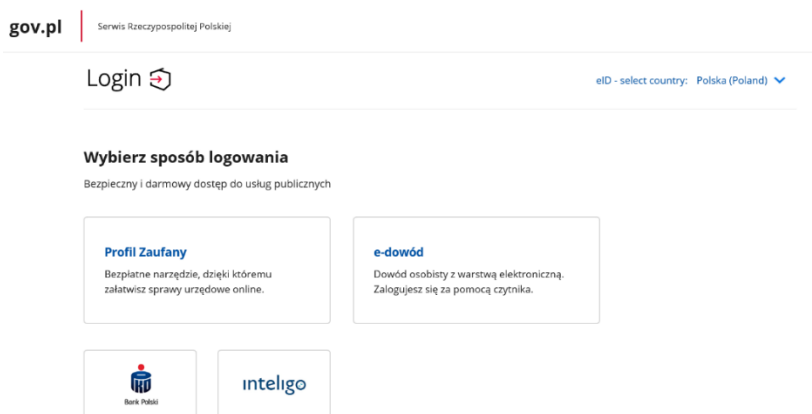 gov.pl
Serwis Rzeczypospolitej Polskiej
Login
eID - select country: Polska (Poland)
Wybierz sposób logowania
Bezpieczny i darmowy dostęp do usług publicznych
Profil Zaufany
Bezpłatne narzędzie, dzięki któremu
załatwisz sprawy urzędowe online.
e-dowód
Dowód osobisty z warstwą elektroniczną.
Zalogujesz się za pomocą czytnika.
PKO
Bank Polski
inteligo